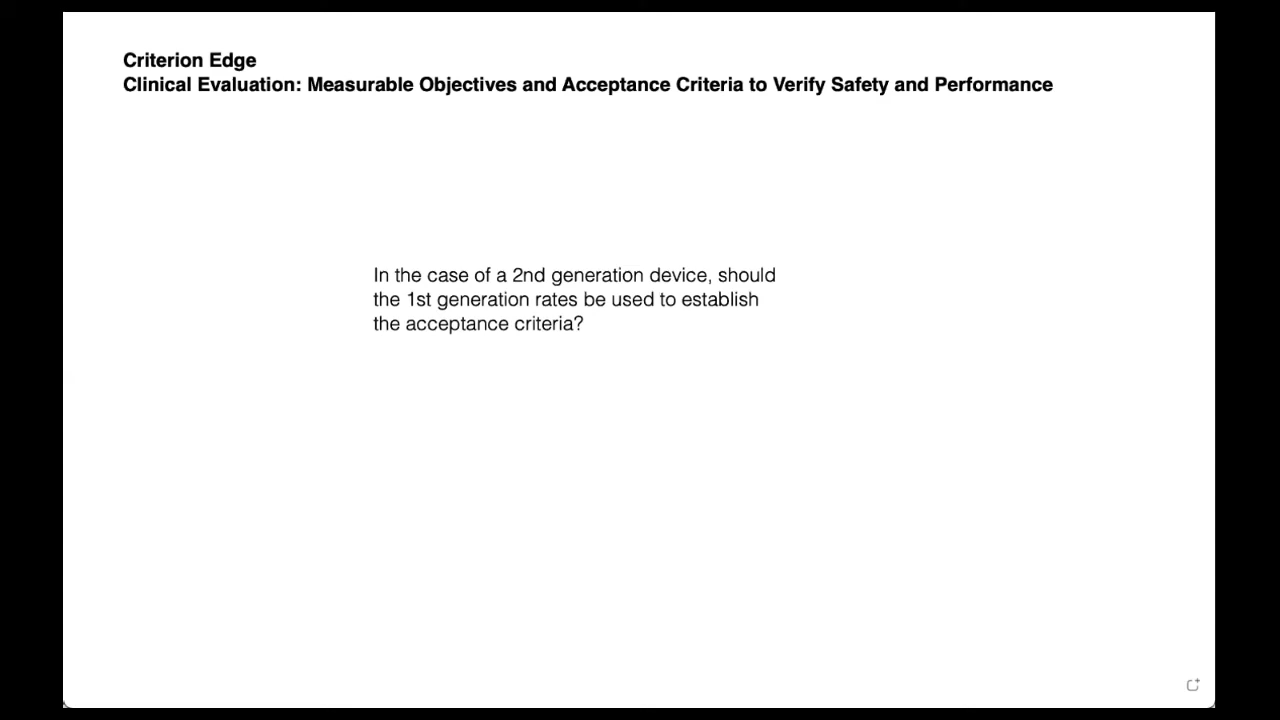 Criterion Edge
Clinical Evaluation: Measurable Objectives and Acceptance Criteria to Verify Safety and Performance
In the case of a 2nd generation device, should
the 1st generation rates be used to establish
the acceptance criteria?